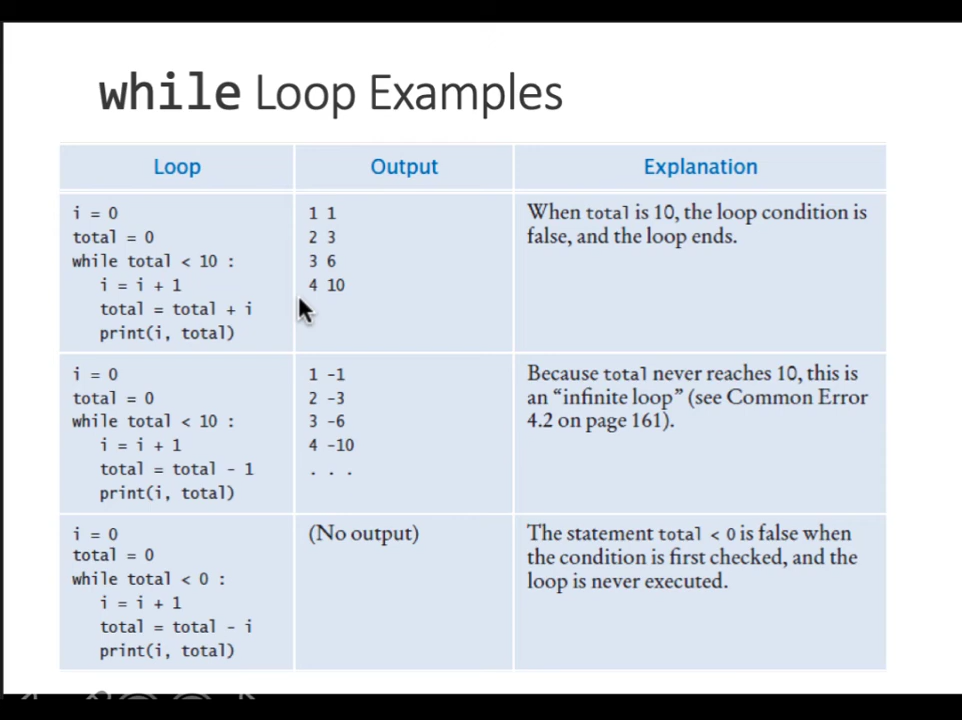 while Loop Examples
Loop
Output
Explanation
i = 0
total = 0
while total < 10 :
i = i + 1
total = total + i
print(i, total)
1 1
2 3
3 6
4 10
When total is 10, the loop condition is
false, and the loop ends.
i = 0
total = 0
while total < 10 :
i = i + 1
total = total - 1
print(i, total)
1 -1
2 -3
3 -6
4 -10
. . .
Because total never reaches 10, this is
an “infinite loop” (see Common Error
4.2 on page 161).
i = 0
total = 0
while total < 0 :
i = i + 1
total = total - i
print(i, total)
(No output)
The statement total < 0 is false when
the condition is first checked, and the
loop is never executed.